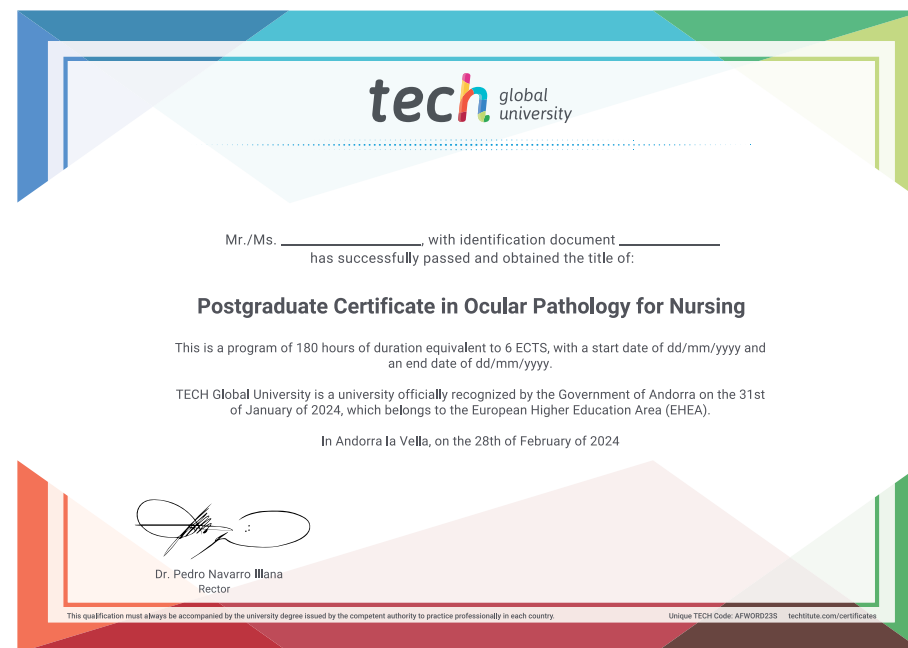 tech global university
Mr./Ms. ____________________, with identification document ______________
has successfully passed and obtained the title of:
Postgraduate Certificate in Ocular Pathology for Nursing
This is a program of 180 hours of duration equivalent to 6 ECTS, with a start date of dd/mm/yyyy and
an end date of dd/mm/yyyy.
TECH Global University is a university officially recognized by the Government of Andorra on the 31st
of January of 2024, which belongs to the European Higher Education Area (EHEA).
In Andorra la Vella, on the 28th of February of 2024
Dr. Pedro Navarro Illana
Rector
This qualification must always be accompanied by the university degree issued by the competent authority to practice professionally in each country.
Unique TECH Code: AFWORD23S techtitute.com/certificates